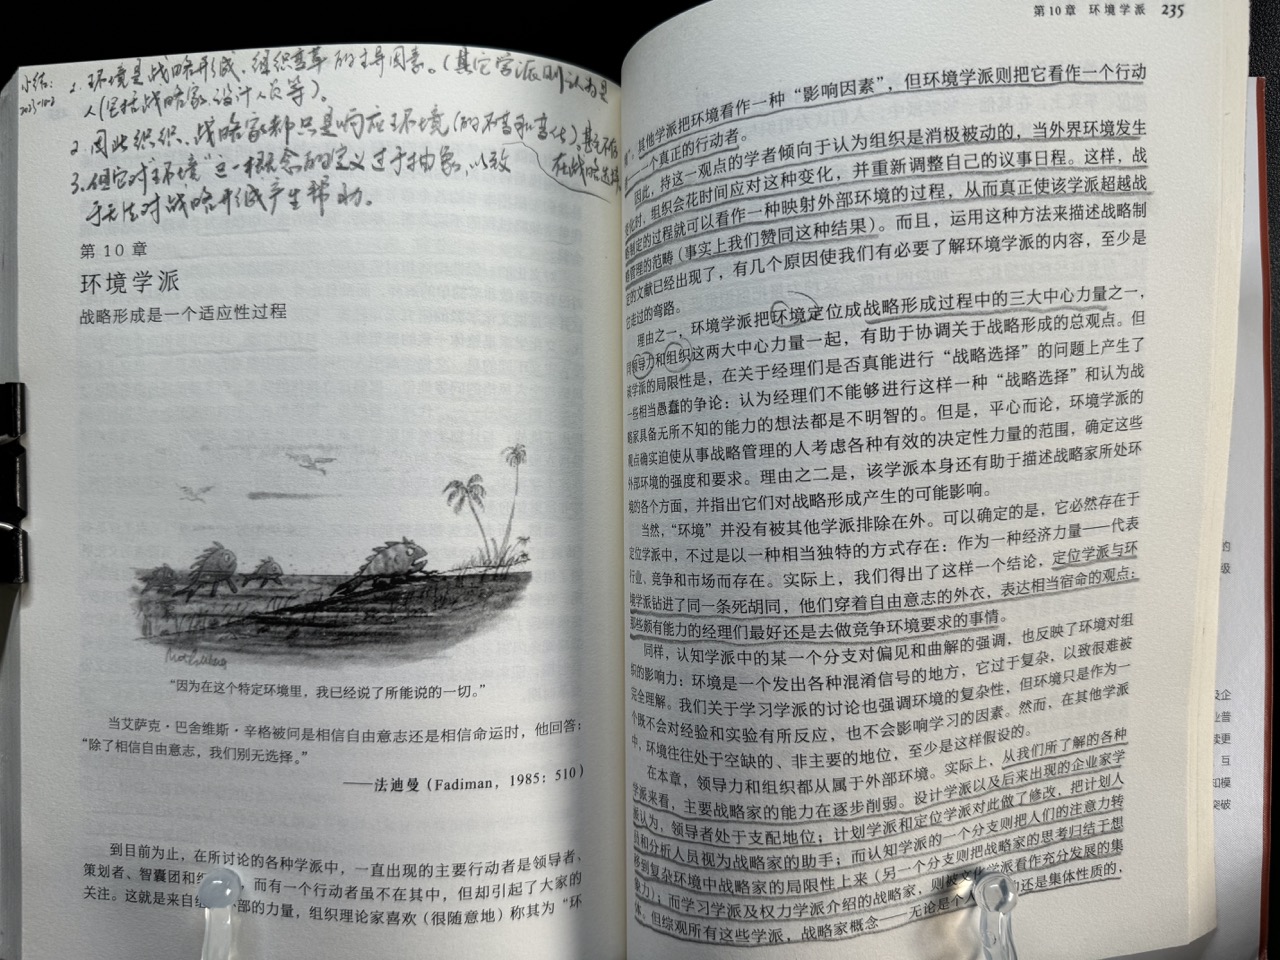 小结:
1. 环境是战略形成、组织变革的主导因素。(其它学派则认为是
人(包括战略家、设计人员等)。
2. 因此组织、战略家都只是响应环境(的不变和变化)。甚至不存
在战略选择
3. 但它对“环境”这一概念的定义过于抽象,以致
于无法对战略形成产生帮助。
第 10 章
环境学派
战略形成是一个适应性过程
“因为在这个特定环境里,我已经说了所能说的一切。”
当艾萨克·巴舍维斯·辛格被问是相信自由意志还是相信命运时,他回答:
“除了相信自由意志,我们别无选择。”
——法迪曼(Fadiman,1985:510)
到目前为止,在所讨论的各种学派中,一直出现的主要行动者是领导者、
策划者、智囊团和 而有一个行动者虽不在其中,但却引起了大家的
关注。这就是来自组 部的力量,组织理论家喜欢(很随意地)称其为“环
第 10 章 环境学派 235
其他学派把环境看作一种“影响因素”,但环境学派则把它看作一个行动
一个真正的行动者。
因此,持这一观点的学者倾向于认为组织是消极被动的,当外界环境发生
变化时,组织会花时间应对这种变化,并重新调整自己的议事日程。这样,战
略制定的过程就可以看作一种映射外部环境的过程,从而真正使该学派超越战
略管理的范畴(事实上我们赞同这种结果)。而且,运用这种方法来描述战略制
定的文献已经出现了,有几个原因使我们有必要了解环境学派的内容,至少是
它走过的弯路。
理由之一,环境学派把环境定位成战略形成过程中的三大中心力量之一,
同领导力和组织这两大中心力量一起,有助于协调关于战略形成的总观点。但
该学派的局限性是,在关于经理们是否真能进行“战略选择”的问题上产生了
一些相当愚蠢的争论:认为经理们不能够进行这样一种“战略选择”和认为战
略家具备无所不知的能力的想法都是不明智的。但是,平心而论,环境学派的
观点确实迫使从事战略管理的人考虑各种有效的决定性力量的范围,确定这些
外部环境的强度和要求。理由之二是,该学派本身还有助于描述战略家所处环
境的各个方面,并指出它们对战略形成产生的可能影响。
当然,“环境”并没有被其他学派排除在外。可以确定的是,它必然存在于
定位学派中,不过是以一种相当独特的方式存在:作为一种经济力量——代表
行业、竞争和市场而存在。实际上,我们得出了这样一个结论,定位学派与环
境学派钻进了同一条死胡同,他们穿着自由意志的外衣,表达相当宿命的观点:
那些颇有能力的经理们最好还是去做竞争环境要求的事情。
同样,认知学派中的某一个分支对偏见和曲解的强调,也反映了环境对组
织的影响力:环境是一个发出各种混淆信号的地方,它过于复杂,以致很难被
完全理解。我们关于学习学派的讨论也强调环境的复杂性,但环境只是作为一
个既不会对经验和实验有所反应,也不会影响学习的因素。然而,在其他学派
中,环境往往处于空缺的、非主要的地位,至少是这样假设的。
在本章,领导力和组织都从属于外部环境。实际上,从我们所了解的各种
学派来看,主要战略家的能力在逐步削弱。设计学派以及后来出现的企业家学
派认为,领导者处于支配地位;计划学派和定位学派对此做了修改,把计划人
员和分析人员视为战略家的助手;而认知学派的一个分支则把人们的注意力转
移到复杂环境中战略家的局限性上来(另一个分支则把战略家的思考归结于想
象力);而学习学派及权力学派介绍的战略家,则被文化学派看作充分发展的集
体。但综观所有这些学派,战略家概念——无论是个人 的还是集体性质的,